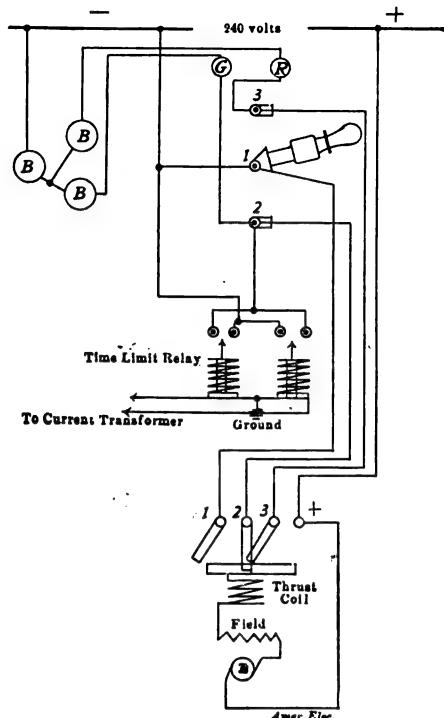 − 240 volts +
G R
3
B
1
B
B
2
Time Limit Relay
To Current Transformer
Ground
1 2 3 +
Thrust
Coil
Field
Amer. Elec.